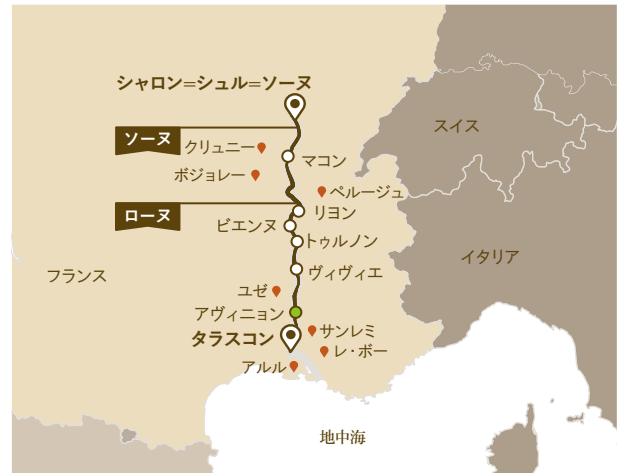 シャロン=シュル=ソーヌ
スイス
ソーヌ
クリュニー
マコン
ボジョレー
ペルージュ
ローヌ
リヨン
ビエンヌ
トゥルノン
イタリア
フランス
ヴィヴィエ
ユゼ
アヴィニョン
タラスコン
サンレミ
レ・ボー
アルル
地中海